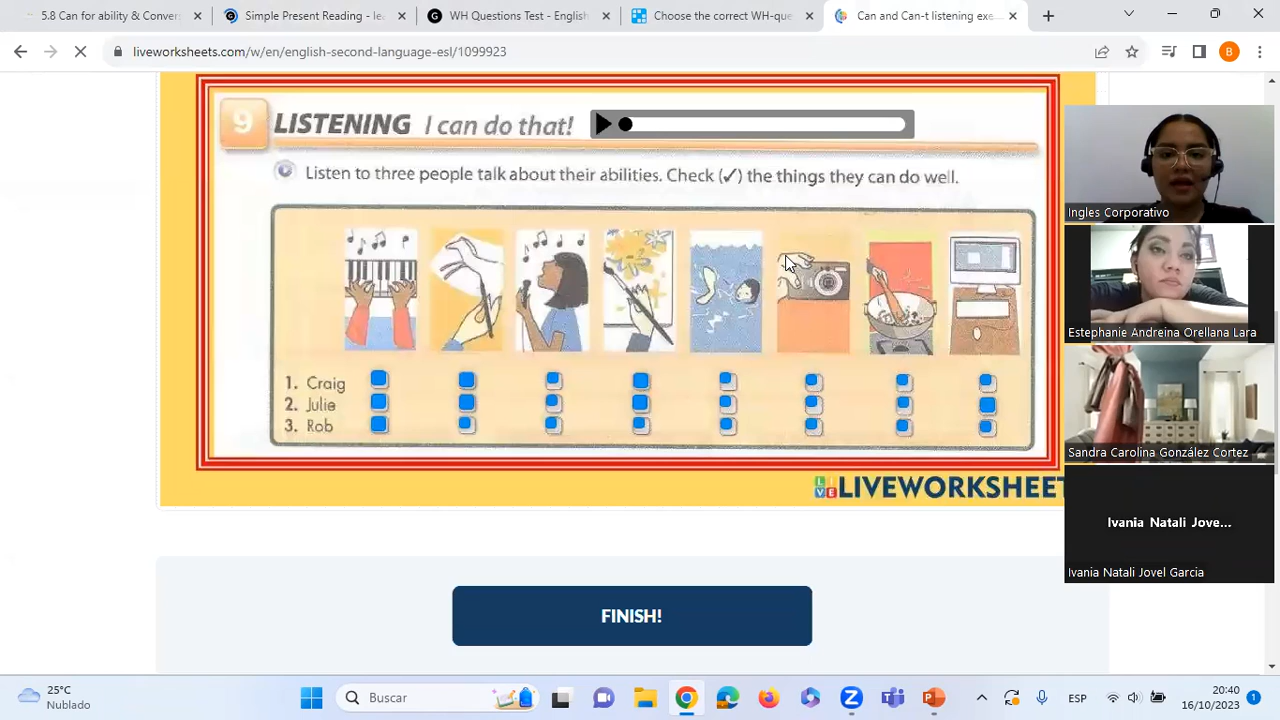 5.8 Can for ability & convers
Simple Present Reading
WH Questions Test - English
Choose the correct WH-que
Can and Can-t listening exe
liveworksheets.com/w/en/english-second-language-esl/1099923
B
9 LISTENING I can do that!
Listen to three people talk about their abilities. Check (✓) the things they can do well.
1. Craig
2. Julie
3. Rob
LIVE LIVEWORKSHEET
FINISH!
Ingles Corporativo
Estephanie Andreina Orellana Lara
Sandra Carolina González Cortez
Ivania Natali Jove...
Ivania Natali Jovel Garcia
25°C
Nublado
Buscar
ESP
20:40
16/10/2023
1